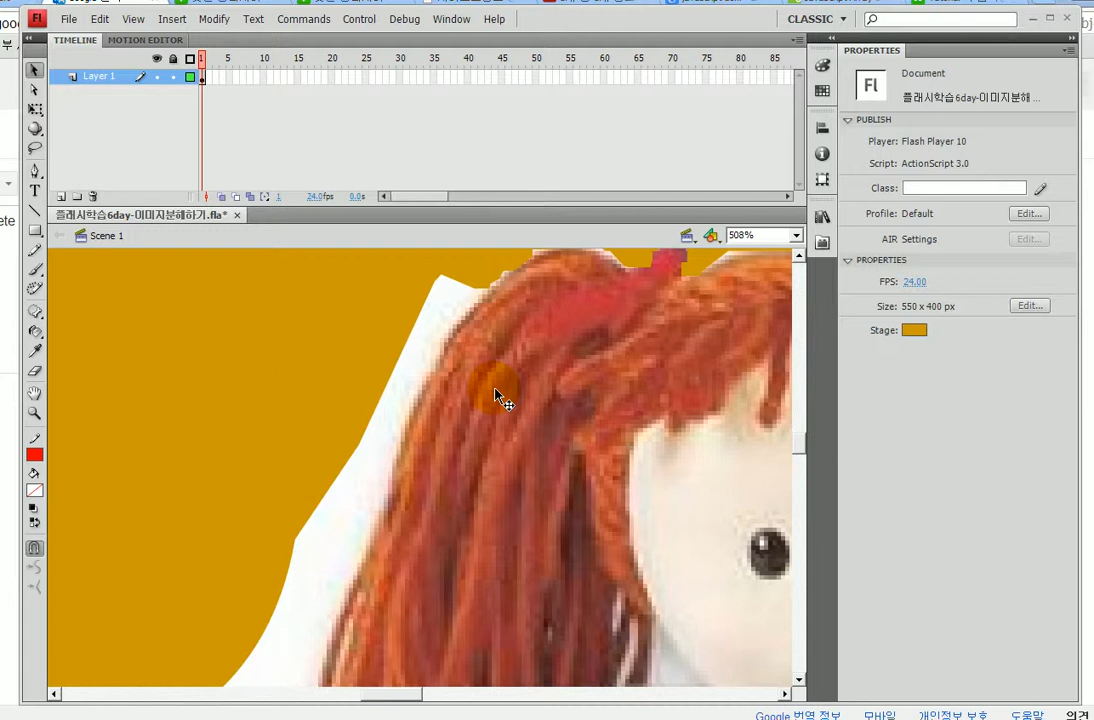 Fl File Edit View Insert Modify Text Commands Control Debug Window Help CLASSIC
TIMELINE MOTION EDITOR
1 5 10 15 20 25 30 35 40 45 50 55 60 65 70 75 80 85
Layer 1
1 24.0fps 0.0s
플래시학습6day-이미지분해하기.fla*
Scene 1 508%
PROPERTIES
Fl
Document
플래시학습6day-이미지분해 ...
PUBLISH
Player: Flash Player 10
Script: ActionScript 3.0
Class:
Profile: Default Edit...
AIR Settings Edit...
PROPERTIES
FPS: 24.00
Size: 550 x 400 px Edit...
Stage:
Google 번역 정보 모바일 개인정보 보호 도움말 의견